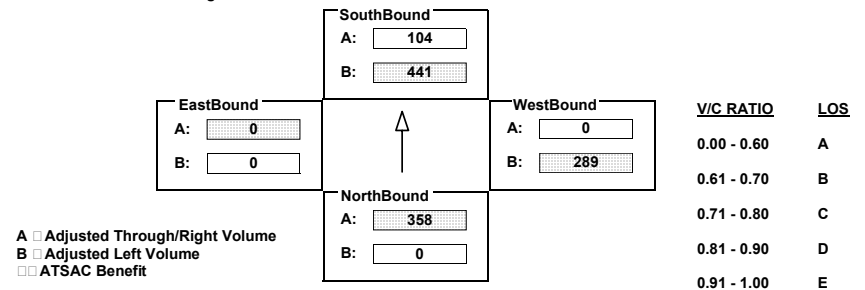 SouthBound
A: 104
B: 441
EastBound
A: 0
B: 0
WestBound
A: 0
B: 289
NorthBound
A: 358
B: 0
A □ Adjusted Through/Right Volume
B □ Adjusted Left Volume
□□ ATSAC Benefit
V/C RATIO LOS
0.00 - 0.60 A
0.61 - 0.70 B
0.71 - 0.80 C
0.81 - 0.90 D
0.91 - 1.00 E